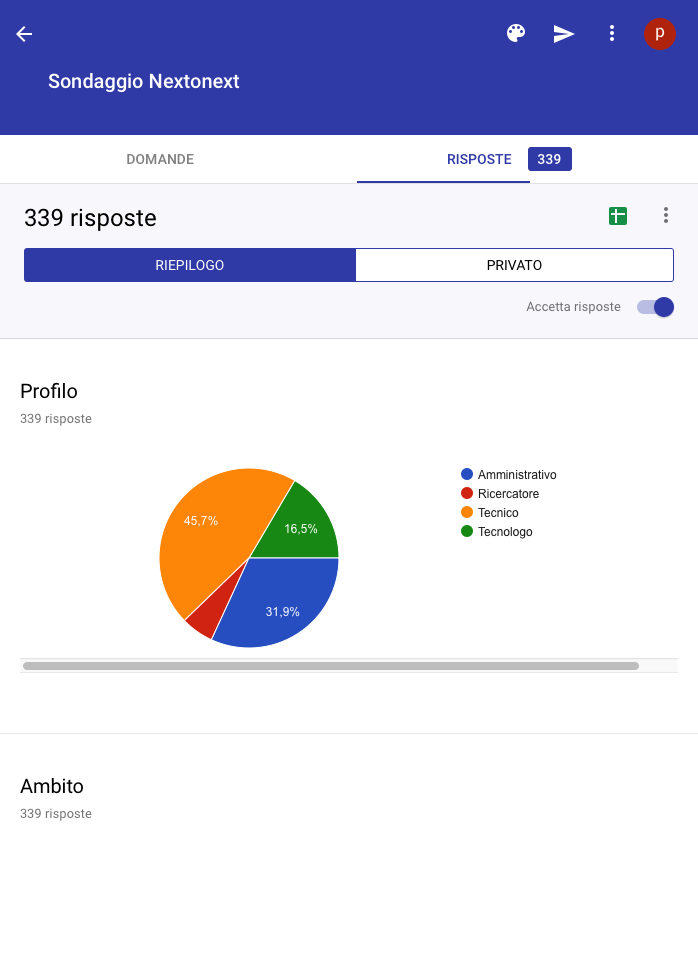 p
Sondaggio Nextonext
DOMANDE
RISPOSTE 339
339 risposte
RIEPILOGO
PRIVATO
Accetta risposte
Profilo
339 risposte
45,7%
16,5%
31,9%
Amministrativo
Ricercatore
Tecnico
Tecnologo
Ambito
339 risposte